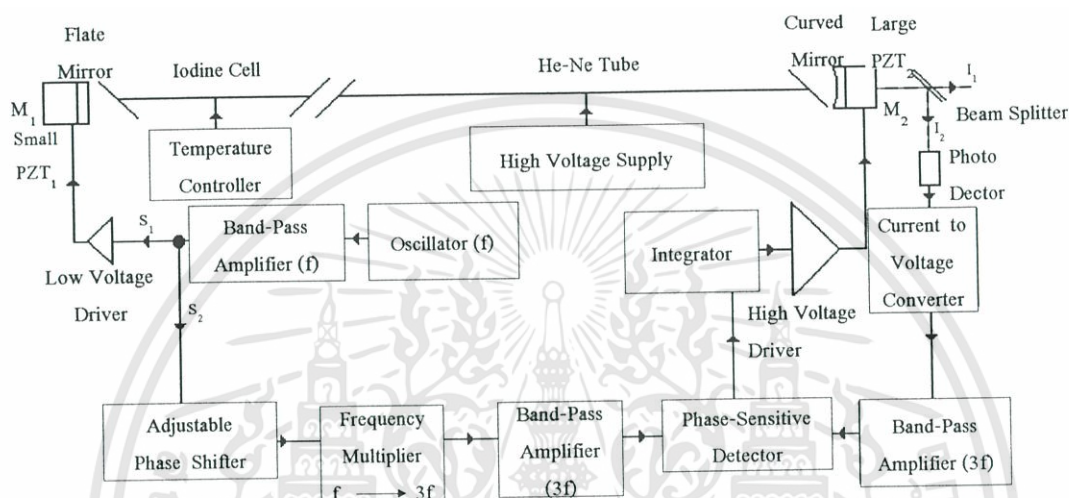 Flate
Mirror
Iodine Cell
He-Ne Tube
Curved
Mirror
Large
PZT2
I1
M1
Small
PZT1
Temperature
Controller
High Voltage Supply
M2
I2
Beam Splitter
Photo
Dector
S1
Band-Pass
Amplifier (f)
Oscillator (f)
Integrator
Current to
Voltage
Converter
Low Voltage
Driver
S2
High Voltage
Driver
Adjustable
Phase Shifter
Frequency
Multiplier
f → 3f
Band-Pass
Amplifier
(3f)
Phase-Sensitive
Detector
Band-Pass
Amplifier (3f)